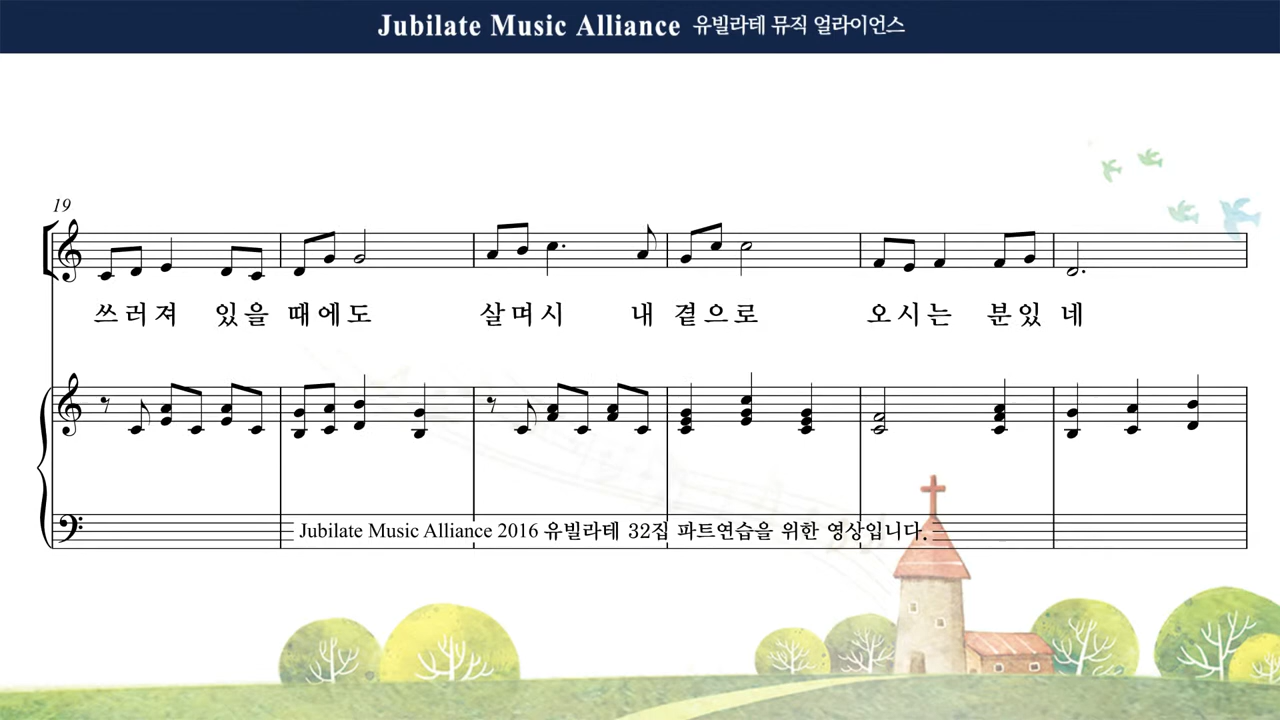 Jubilate Music Alliance 유빌라테 뮤직 얼라이언스
19
쓰러져 있을 때에도 살며시 내 곁으로 오시는 분있 네
Jubilate Music Alliance 2016 유빌라테 32집 파트연습을 위한 영상입니다.